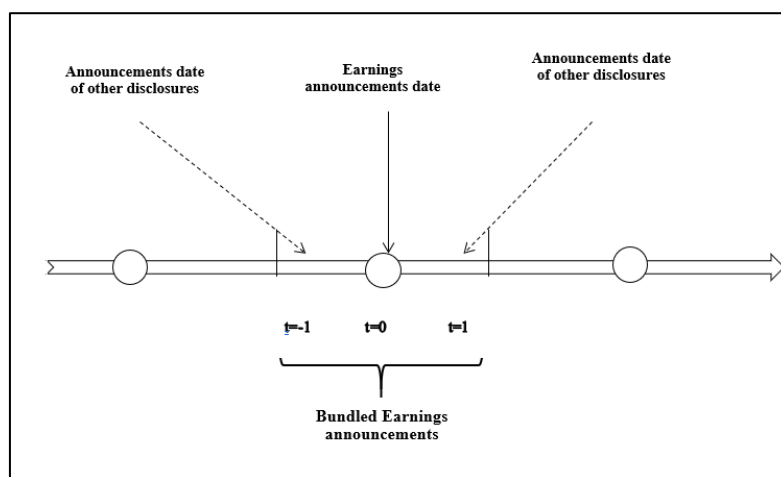 Announcements date
of other disclosures
Earnings
announcements date
Announcements date
of other disclosures
t=-1
t=0
t=1
Bundled Earnings
announcements